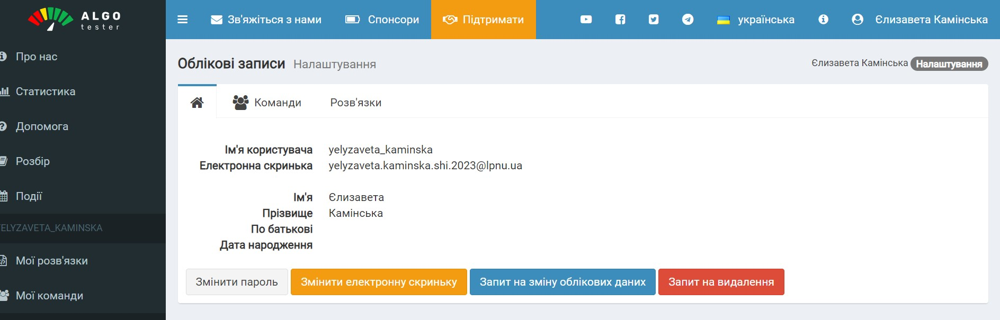 ALGO
tester
Зв'яжіться з нами
Спонсори
Підтримати
українська
Єлизавета Камінська
Про нас
Статистика
Допомога
Розбір
Події
YELYZAVETA_KAMINSKA
Мої розв'язки
Мої команди
Облікові записи Налаштування
Єлизавета Камінська Налаштування
Команди
Розв'язки
Ім'я користувача yelyzaveta_kaminska
Електронна скринька yelyzaveta.kaminska.shi.2023@lpnu.ua
Ім'я Єлизавета
Прізвище Камінська
По батькові
Дата народження
Змінити пароль
Змінити електронну скриньку
Запит на зміну облікових даних
Запит на видалення